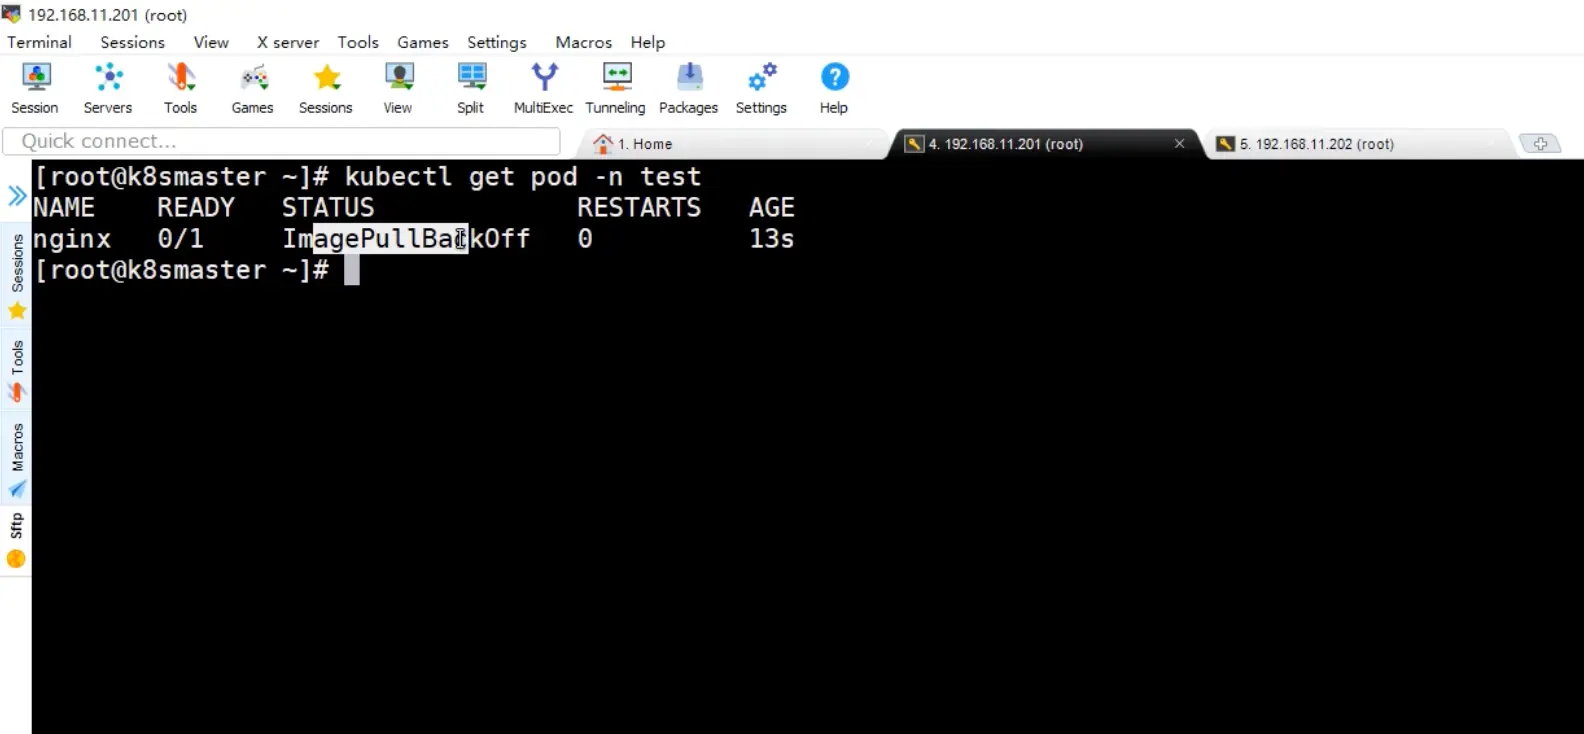 192.168.11.201 (root)
Terminal Sessions View X server Tools Games Settings Macros Help
Session Servers Tools Games Sessions View Split MultiExec Tunneling Packages Settings Help
Quick connect... 1. Home 4. 192.168.11.201 (root) 5. 192.168.11.202 (root)
[root@k8smaster ~]# kubectl get pod -n test
NAME READY STATUS RESTARTS AGE
nginx 0/1 ImagePullBackOff 0 13s
[root@k8smaster ~]#
Sessions
Tools
Macros
Sftp